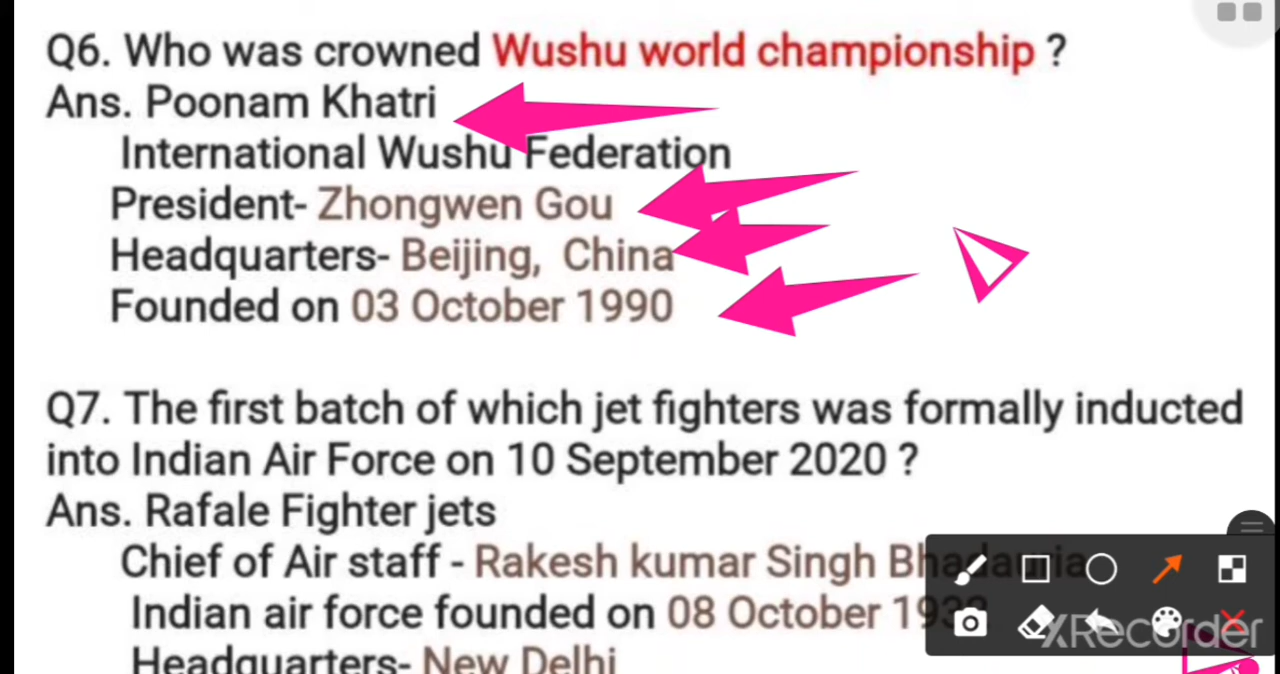 Q6. Who was crowned Wushu world championship ?
Ans. Poonam Khatri
International Wushu Federation
President- Zhongwen Gou
Headquarters- Beijing, China
Founded on 03 October 1990
Q7. The first batch of which jet fighters was formally inducted
into Indian Air Force on 10 September 2020 ?
Ans. Rafale Fighter jets
Chief of Air staff - Rakesh kumar Singh Bhadauria
Indian air force founded on 08 October 1932
XRecorder
Headquarters- New Delhi